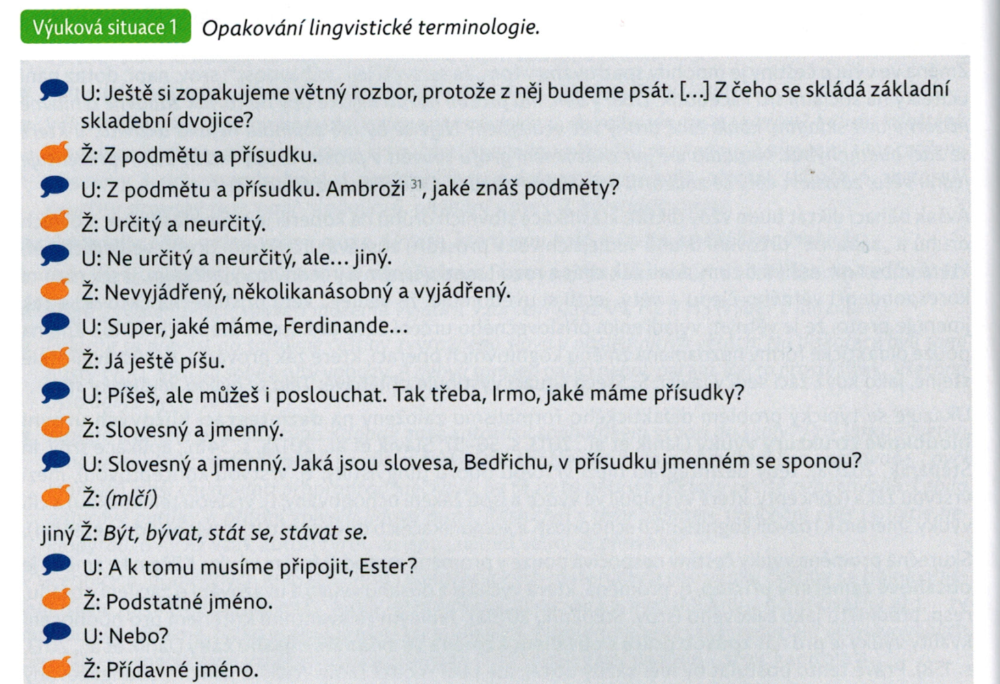 Výuková situace 1 Opakování lingvistické terminologie.
U: Ještě si zopakujeme větný rozbor, protože z něj budeme psát. [...] Z čeho se skládá základní
skladební dvojice?
Ž: Z podmětu a přísudku.
U: Z podmětu a přísudku. Ambroži 31, jaké znáš podměty?
Ž: Určitý a neurčitý.
U: Ne určitý a neurčitý, ale... jiný.
Ž: Nevyjádřený, několikanásobný a vyjádřený.
U: Super, jaké máme, Ferdinande...
Ž: Já ještě píšu.
U: Píšeš, ale můžeš i poslouchat. Tak třeba, Irmo, jaké máme přísudky?
Ž: Slovesný a jmenný.
U: Slovesný a jmenný. Jaká jsou slovesa, Bedřichu, v přísudku jmenném se sponou?
Ž: (mlčí)
jiný Ž: Být, bývat, stát se, stávat se.
U: A k tomu musíme připojit, Ester?
Ž: Podstatné jméno.
U: Nebo?
Ž: Přídavné jméno.